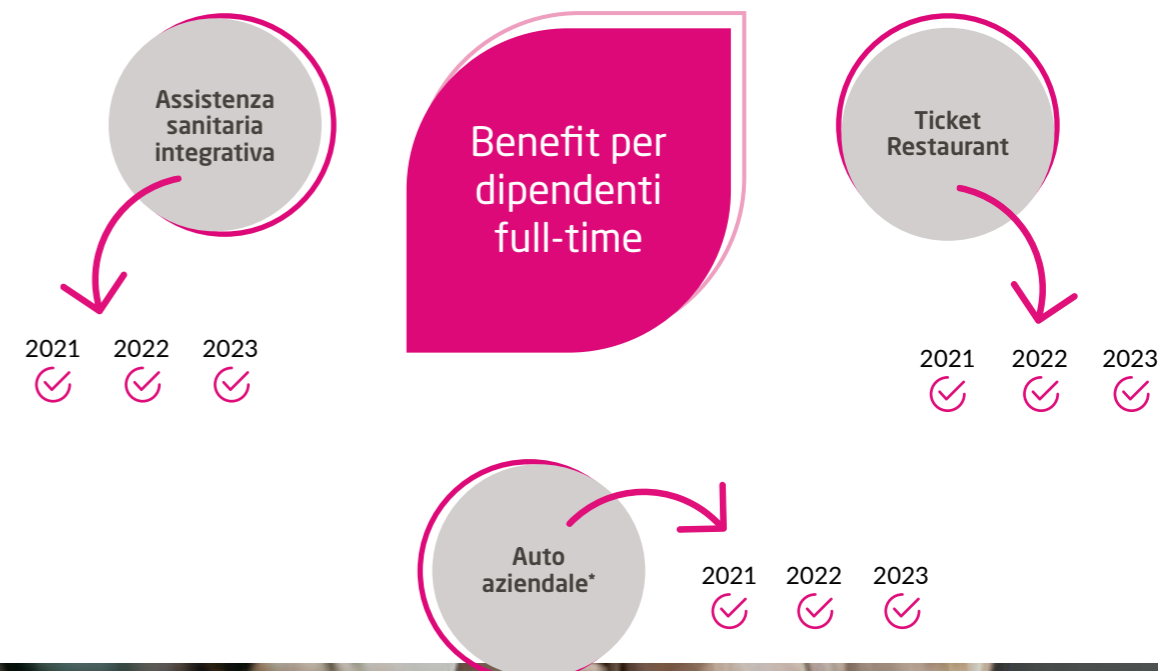 Assistenza
sanitaria
integrativa
2021 2022 2023
Benefit per
dipendenti
full-time
Ticket
Restaurant
2021 2022 2023
Auto
aziendale*
2021 2022 2023